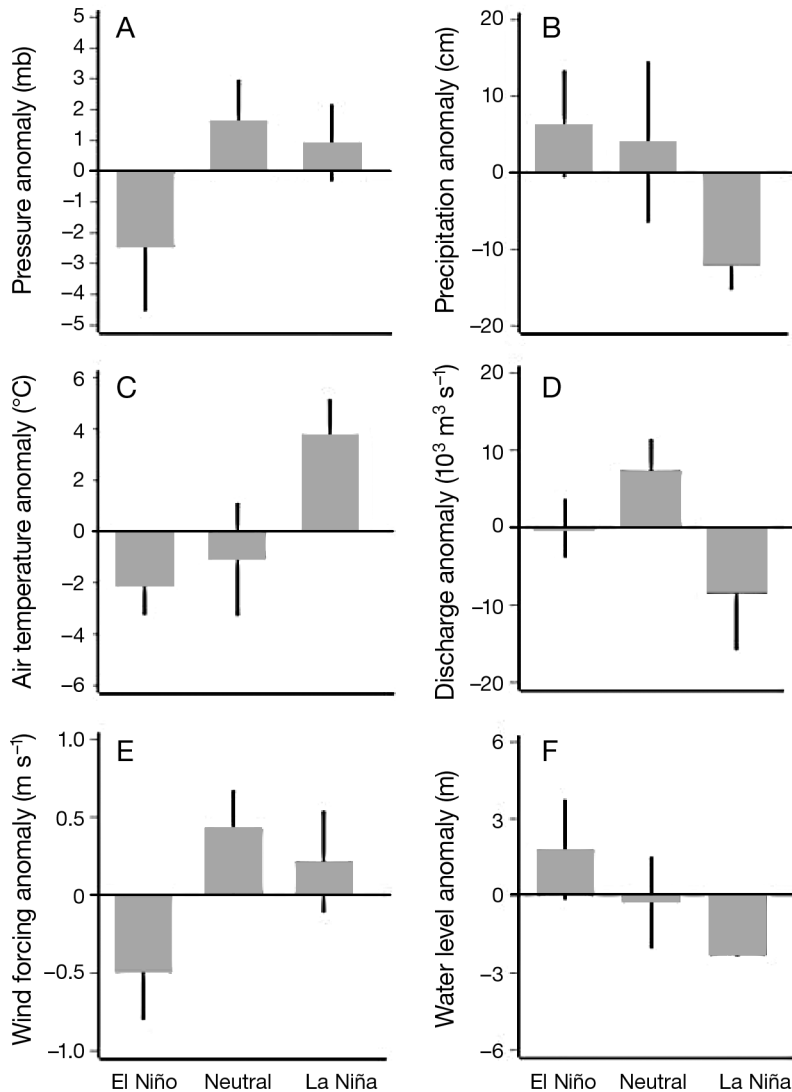 A
Pressure anomaly (mb)
5
4
3
2
1
0
–1
–2
–3
–4
–5
B
Precipitation anomaly (cm)
20
10
0
–10
–20
C
Air temperature anomaly (°C)
6
4
2
0
–2
–4
–6
D
Discharge anomaly (10³ m³ s⁻¹)
20
10
0
–10
–20
E
Wind forcing anomaly (m s⁻¹)
1.0
0.5
0
–0.5
–1.0
El Niño Neutral La Niña
F
Water level anomaly (m)
6
3
0
–3
–6
El Niño Neutral La Niña